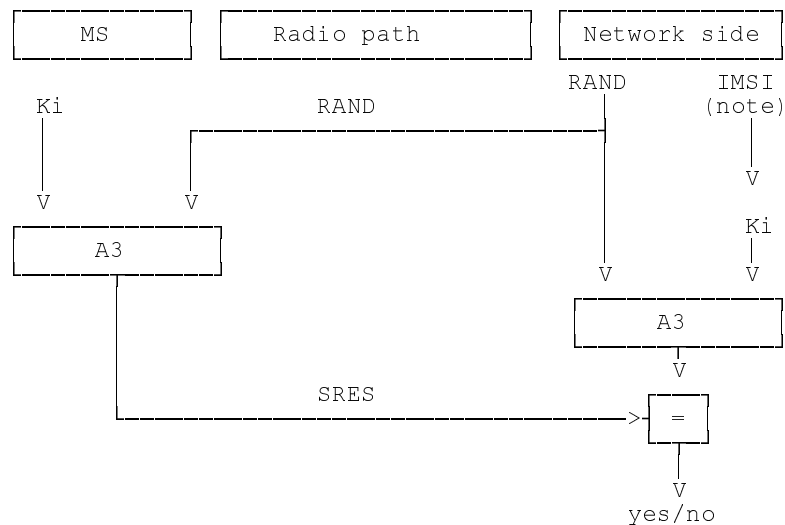 MS Radio path Network side
RAND IMSI
Ki RAND (note)
V
V V
Ki
A3
V V
A3
V
SRES
> =
V
yes/no